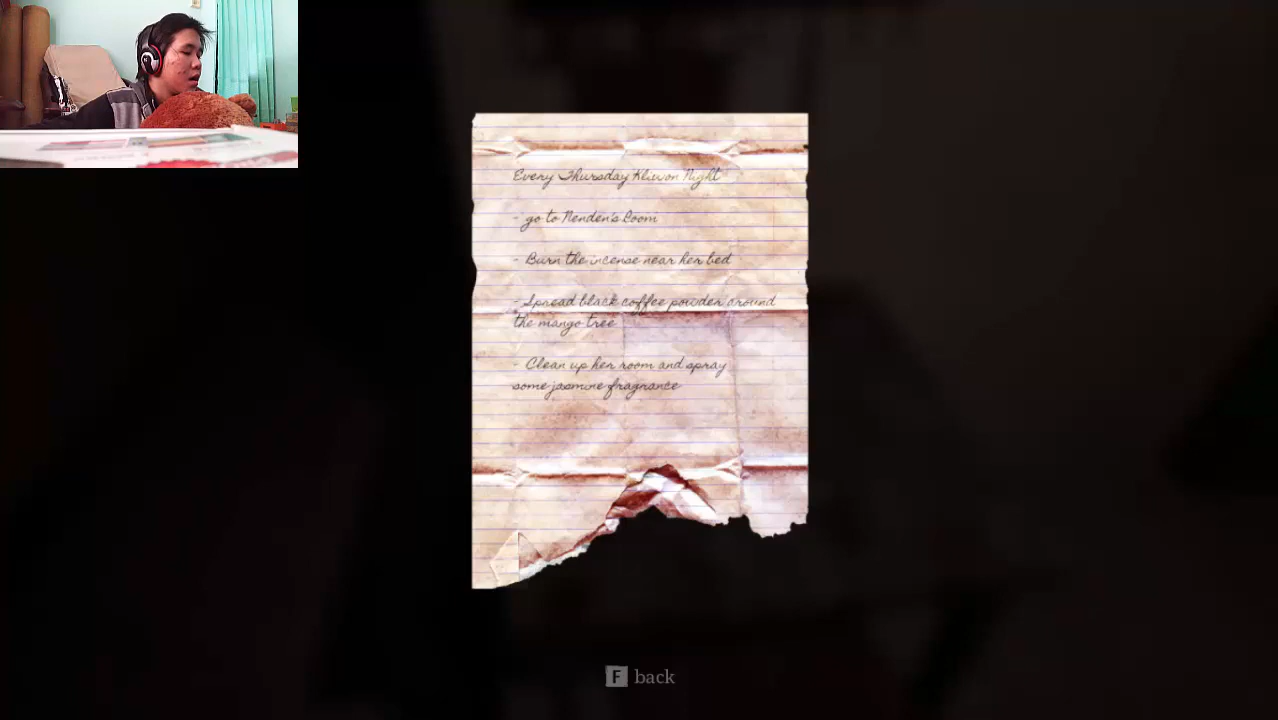 Every Thursday Kliwon Night
- go to Nenden's Room
- Burn the incense near her bed
- Spread black coffee powder around
the mango tree
- Clean up her room and spray
some jasmine fragrance
F back